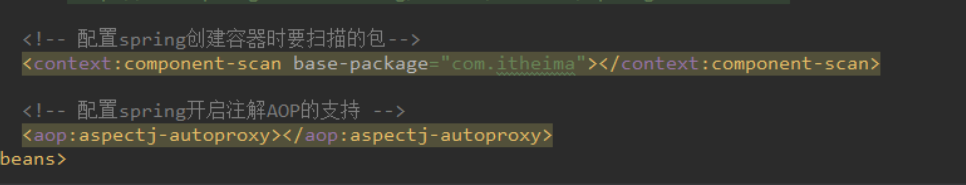 <!-- 配置spring创建容器时要扫描的包-->
<context:component-scan base-package="com.itheima"></context:component-scan>
<!-- 配置spring开启注解AOP的支持 -->
<aop:aspectj-autoproxy></aop:aspectj-autoproxy>
beans>